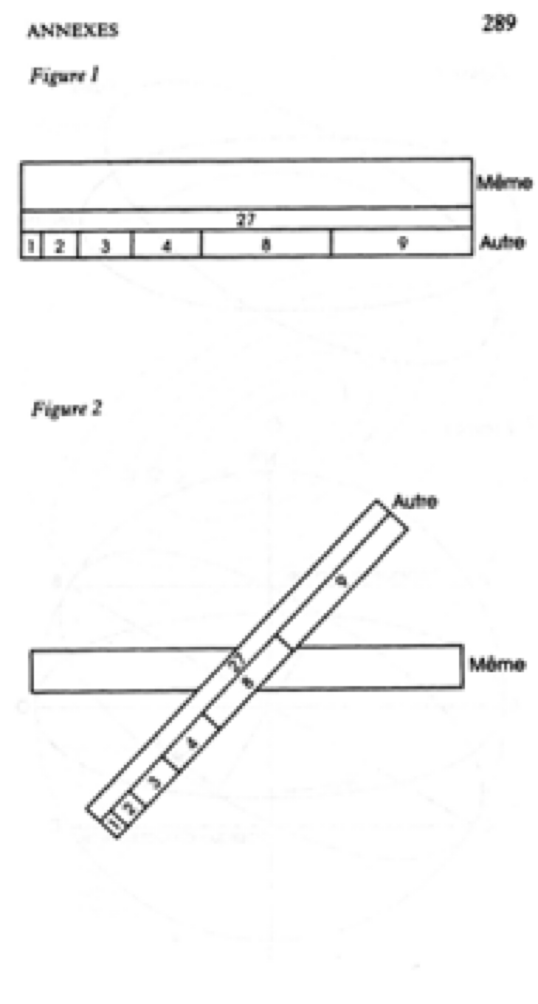 ANNEXES 289
Figure 1
Même
27
1 2 3 4 8 9 Autre
Figure 2
Autre
9
27
Même
8
4
3
2
1